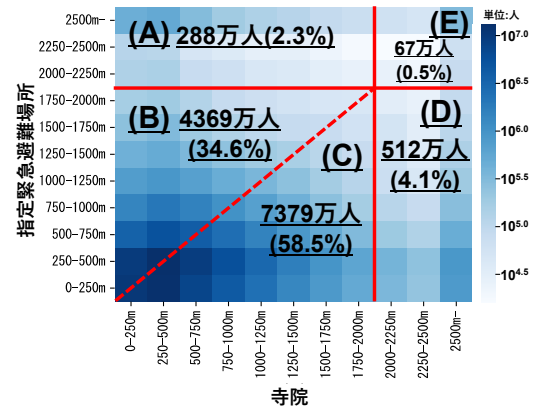 単位:人
2500m-
2250-2500m
2000-2250m
1750-2000m
1500-1750m
1250-1500m
1000-1250m
750-1000m
500-750m
250-500m
0-250m
指定緊急避難場所
(A) 288万人(2.3%)
(E)
67万人
(0.5%)
(B) 4369万人
(34.6%)
(C)
7379万人
(58.5%)
(D)
512万人
(4.1%)
10^7.0
10^6.5
10^6.0
10^5.5
10^5.0
10^4.5
0-250m
250-500m
500-750m
750-1000m
1000-1250m
1250-1500m
1500-1750m
1750-2000m
2000-2250m
2250-2500m
2500m-
寺院